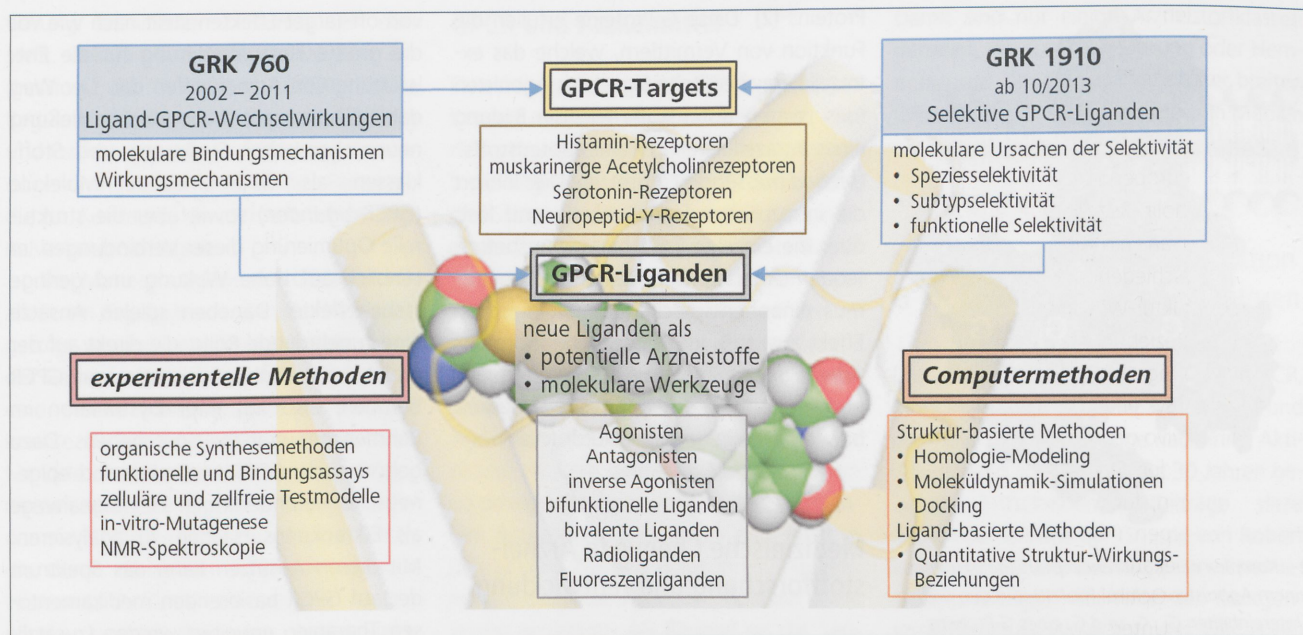 GRK 760
2002 – 2011
Ligand-GPCR-Wechselwirkungen
molekulare Bindungsmechanismen
Wirkungsmechanismen
GPCR-Targets
Histamin-Rezeptoren
muskarinerge Acetylcholinrezeptoren
Serotonin-Rezeptoren
Neuropeptid-Y-Rezeptoren
GRK 1910
ab 10/2013
Selektive GPCR-Liganden
molekulare Ursachen der Selektivität
• Speziesselektivität
• Subtypselektivität
• funktionelle Selektivität
GPCR-Liganden
neue Liganden als
• potentielle Arzneistoffe
• molekulare Werkzeuge
Agonisten
Antagonisten
inverse Agonisten
bifunktionelle Liganden
bivalente Liganden
Radioliganden
Fluoreszenzliganden
experimentelle Methoden
organische Synthesemethoden
funktionelle und Bindungsassays
zelluläre und zellfreie Testmodelle
in-vitro-Mutagenese
NMR-Spektroskopie
Computermethoden
Struktur-basierte Methoden
• Homologie-Modeling
• Moleküldynamik-Simulationen
• Docking
Ligand-basierte Methoden
• Quantitative Struktur-Wirkungs-
Beziehungen